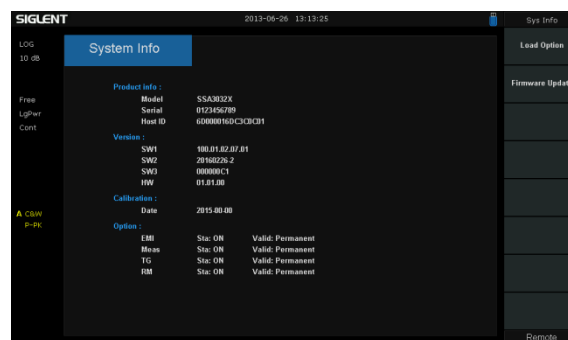 SIGLENT 2013-06-26 13:13:25 Sys Info
LOG
10 dB
Free
LgPwr
Cont
A C&W
P-PK
System Info
Product info :
Model SSA3032X
Serial 0123456789
Host ID
Version :
SW1 100.01.02.07.01
SW2 20160226-2
SW3 000000C1
HW 01.01.00
Calibration :
Date 2015-00-00
Option :
EMI Sta: ON Valid: Permanent
Meas Sta: ON Valid: Permanent
TG Sta: ON Valid: Permanent
RM Sta: ON Valid: Permanent
Load Option
Firmware Updat
Remote